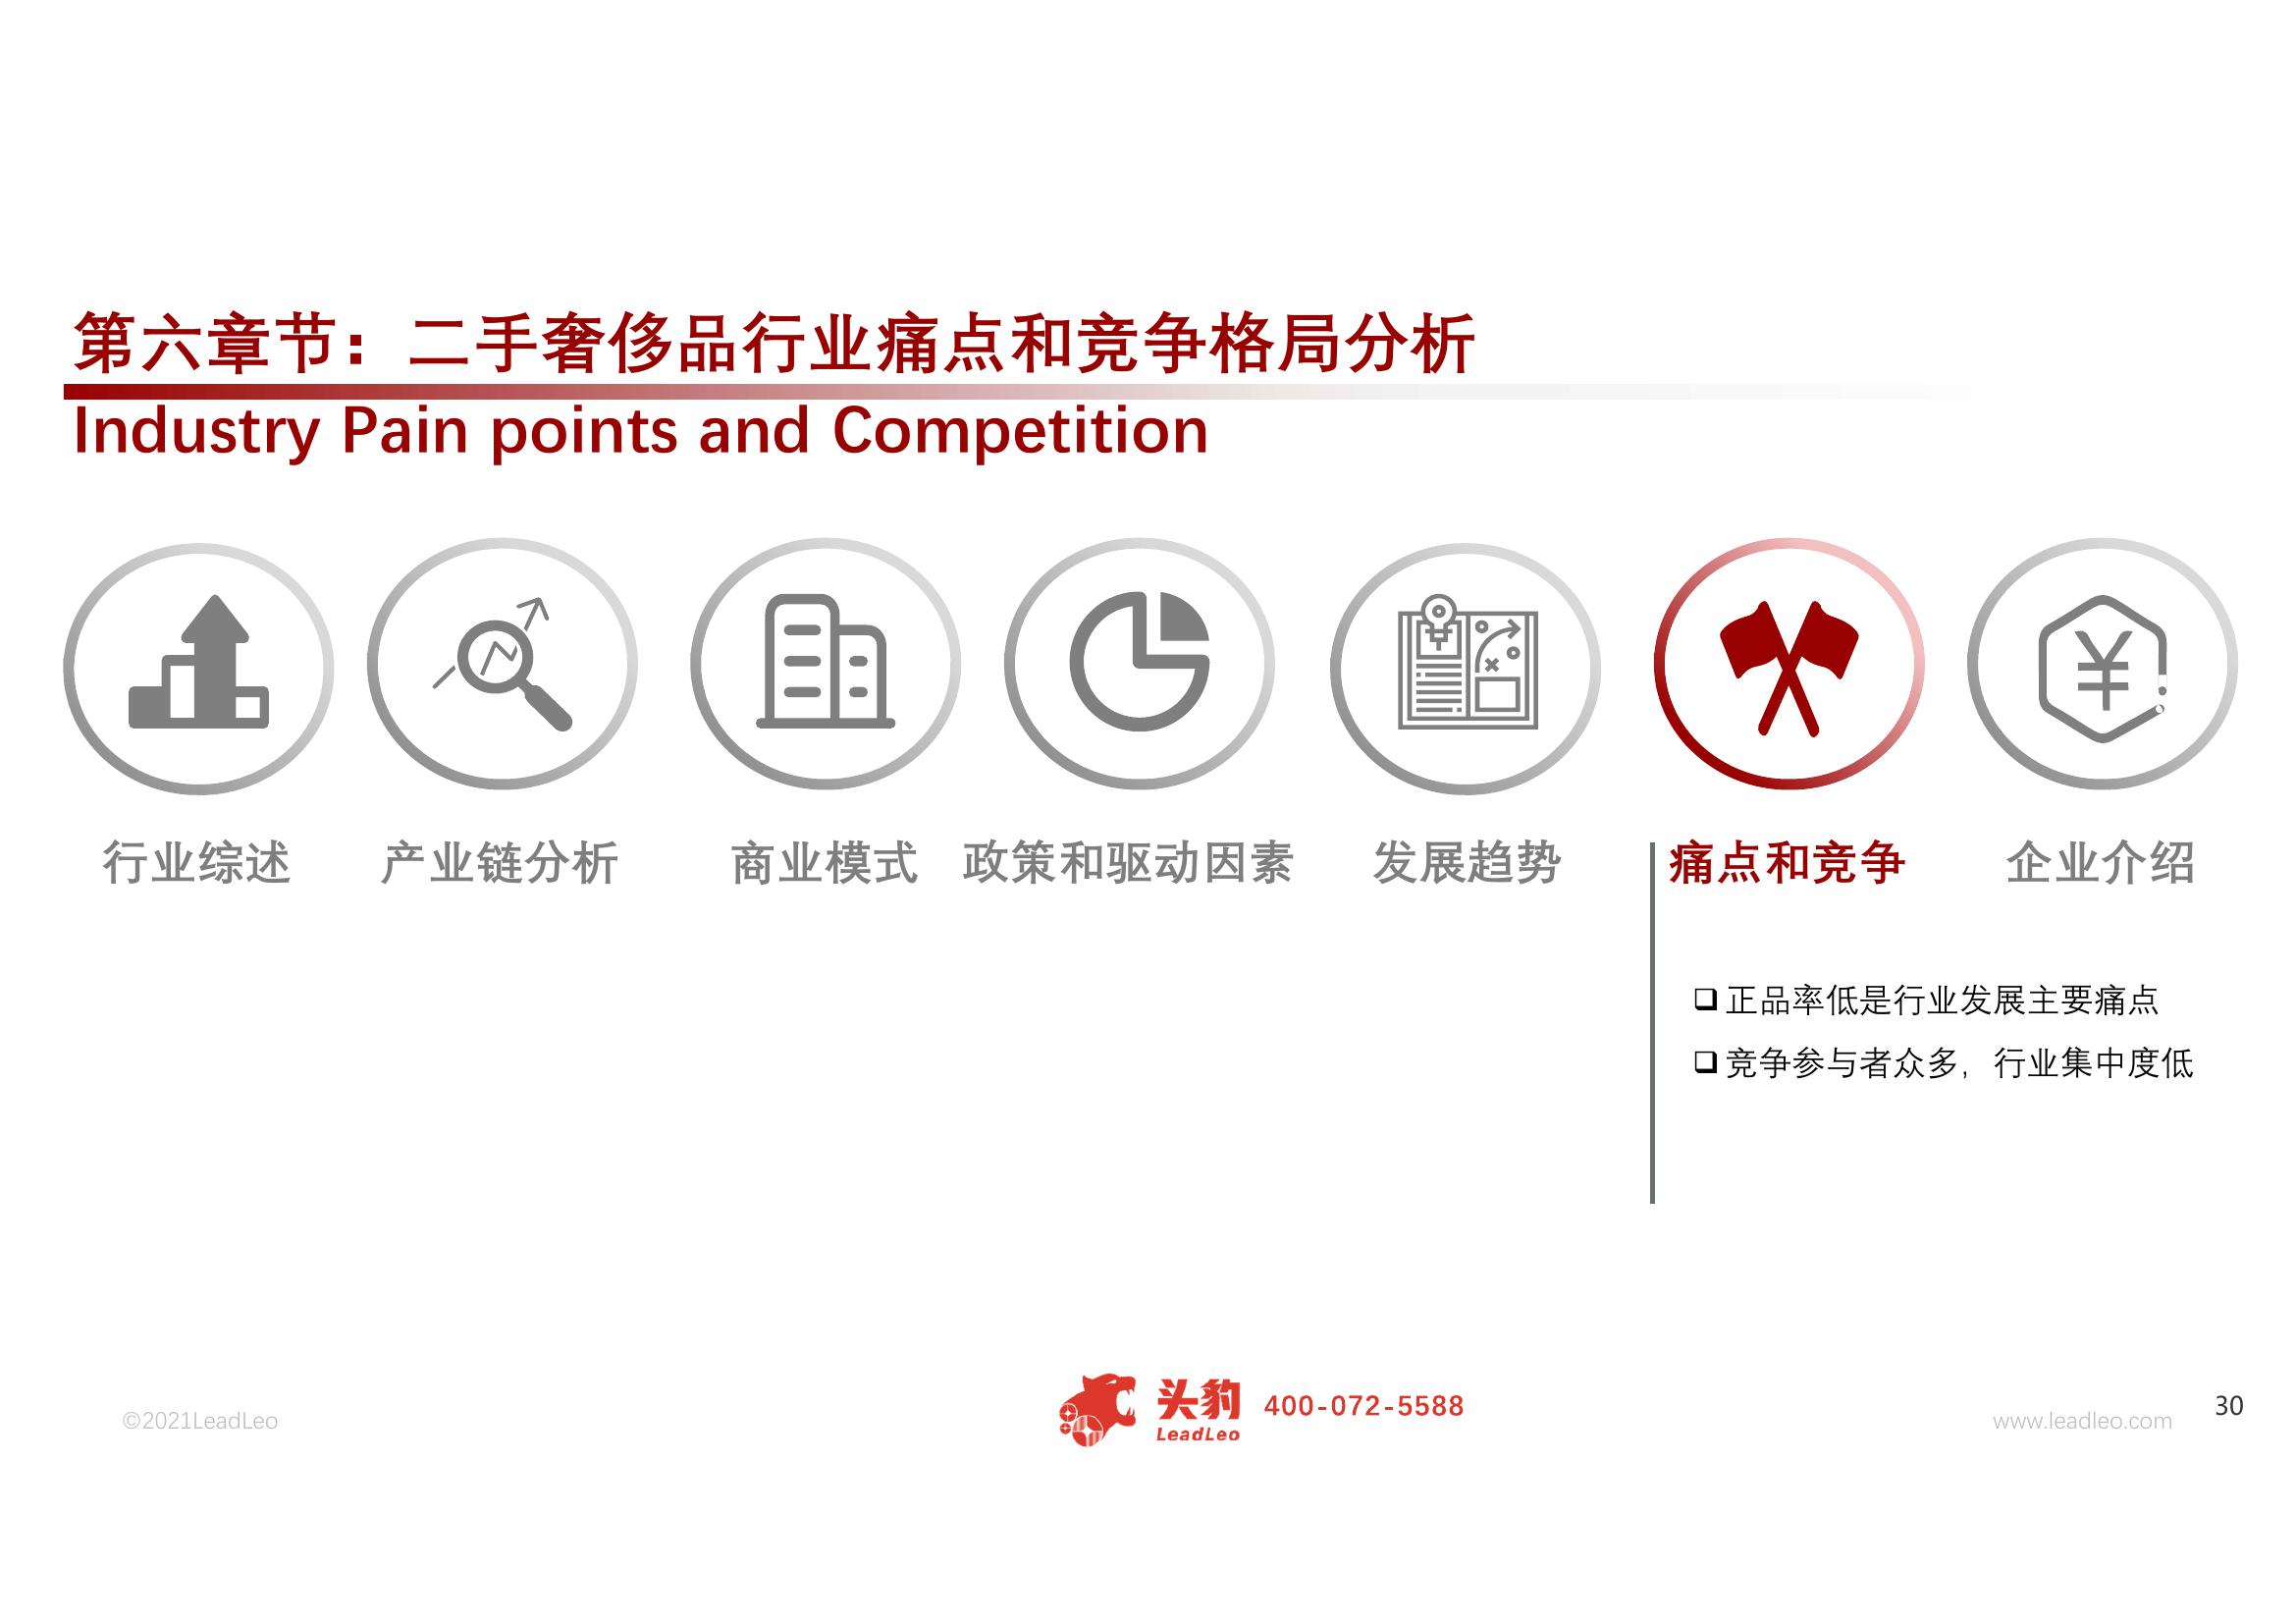 第六章节：二手奢侈品行业痛点和竞争格局分析
Industry Pain points and Competition
¥
行业综述
产业链分析
商业模式
政策和驱动因素
发展趋势
痛点和竞争
企业介绍
❑正品率低是行业发展主要痛点
❑竞争参与者众多，行业集中度低
©2021LeadLeo
头豹
LeadLeo
400-072-5588
www.leadleo.com
30